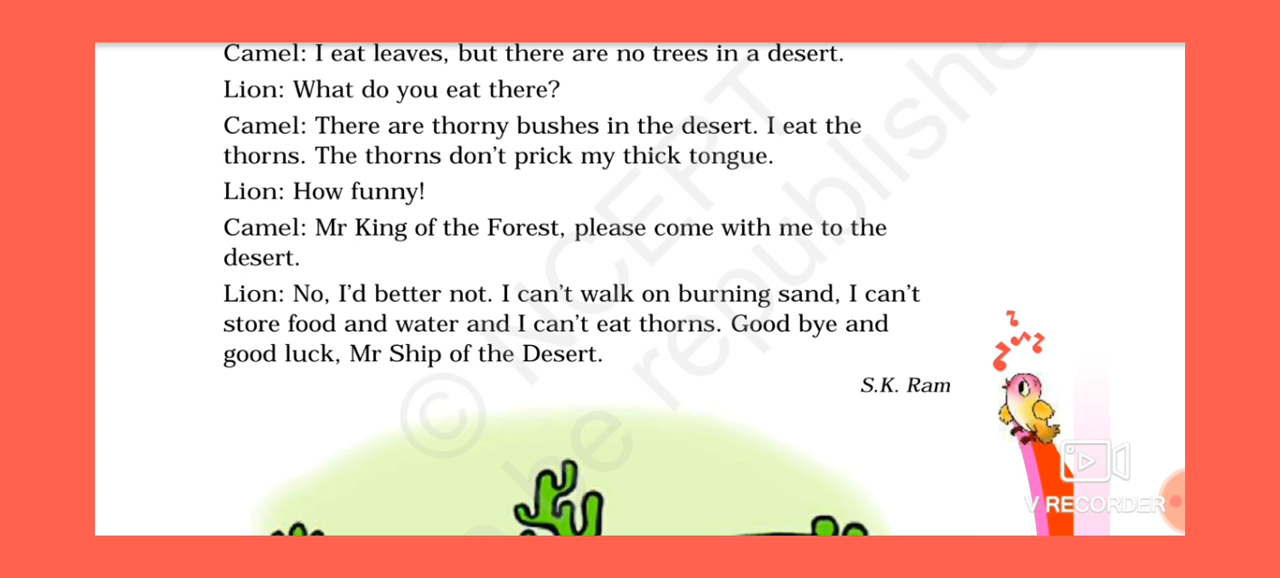 Camel: I eat leaves, but there are no trees in a desert.
Lion: What do you eat there?
Camel: There are thorny bushes in the desert. I eat the
thorns. The thorns don't prick my thick tongue.
Lion: How funny!
Camel: Mr King of the Forest, please come with me to the
desert.
Lion: No, I'd better not. I can't walk on burning sand, I can't
store food and water and I can't eat thorns. Good bye and
good luck, Mr Ship of the Desert.
S.K. Ram
© NCERT
be republishe
V RECORDER